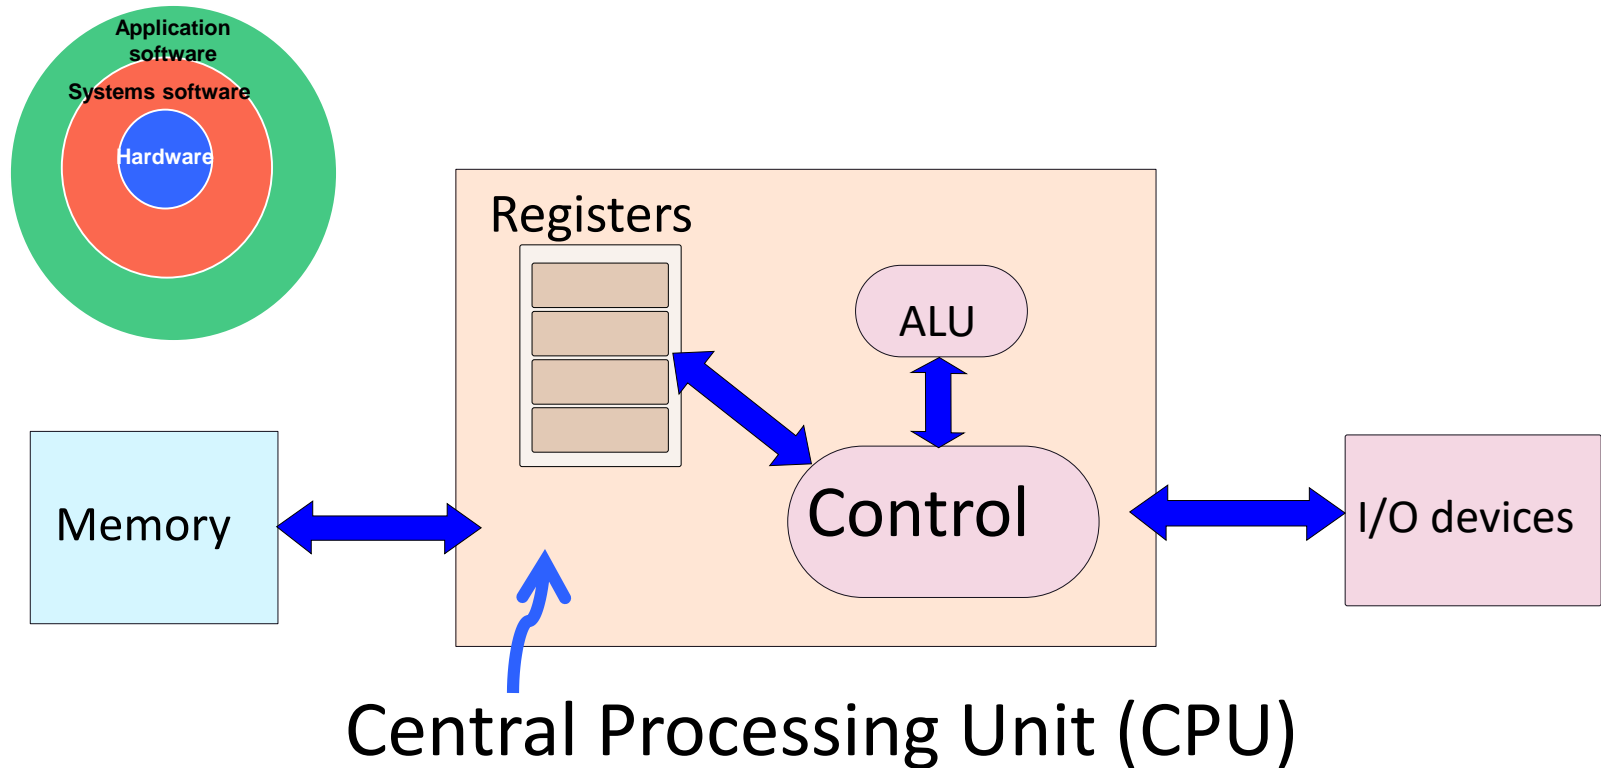 Application
software
Systems software
Hardware
Registers
ALU
Control
Memory
I/O devices
Central Processing Unit (CPU)